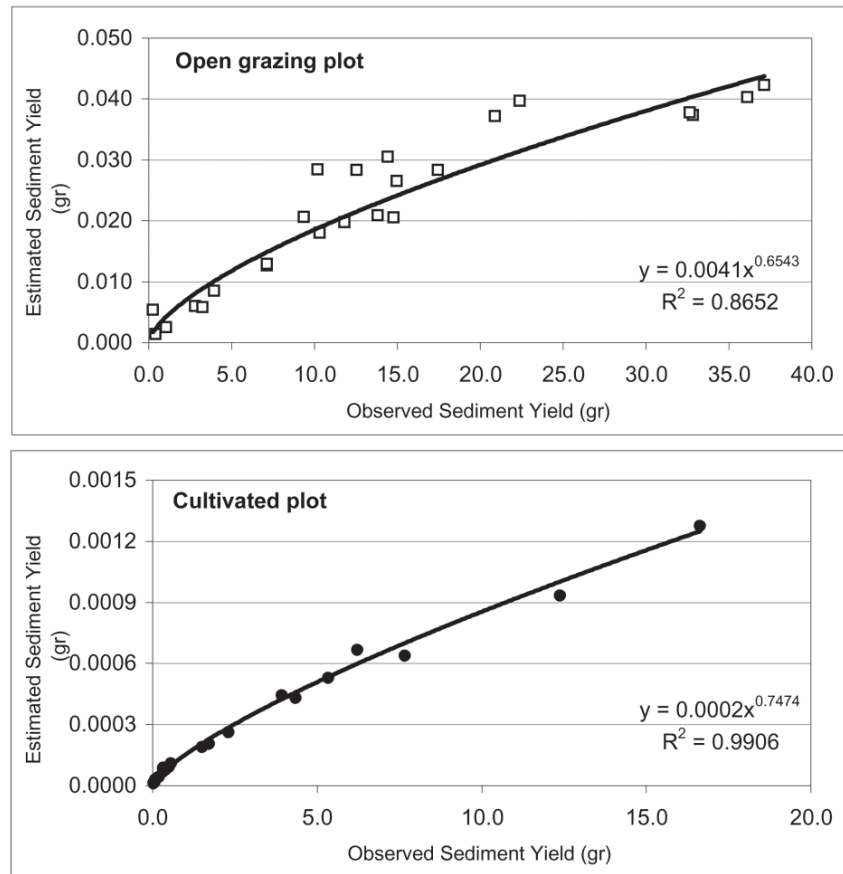 Open grazing plot
0.050
0.040
0.030
0.020
0.010
0.000
Estimated Sediment Yield
(gr)
y = 0.0041x^0.6543
R^2 = 0.8652
0.0 5.0 10.0 15.0 20.0 25.0 30.0 35.0 40.0
Observed Sediment Yield (gr)
Cultivated plot
0.0015
0.0012
0.0009
0.0006
0.0003
0.0000
Estimated Sediment Yield
(gr)
y = 0.0002x^0.7474
R^2 = 0.9906
0.0 5.0 10.0 15.0 20.0
Observed Sediment Yield (gr)